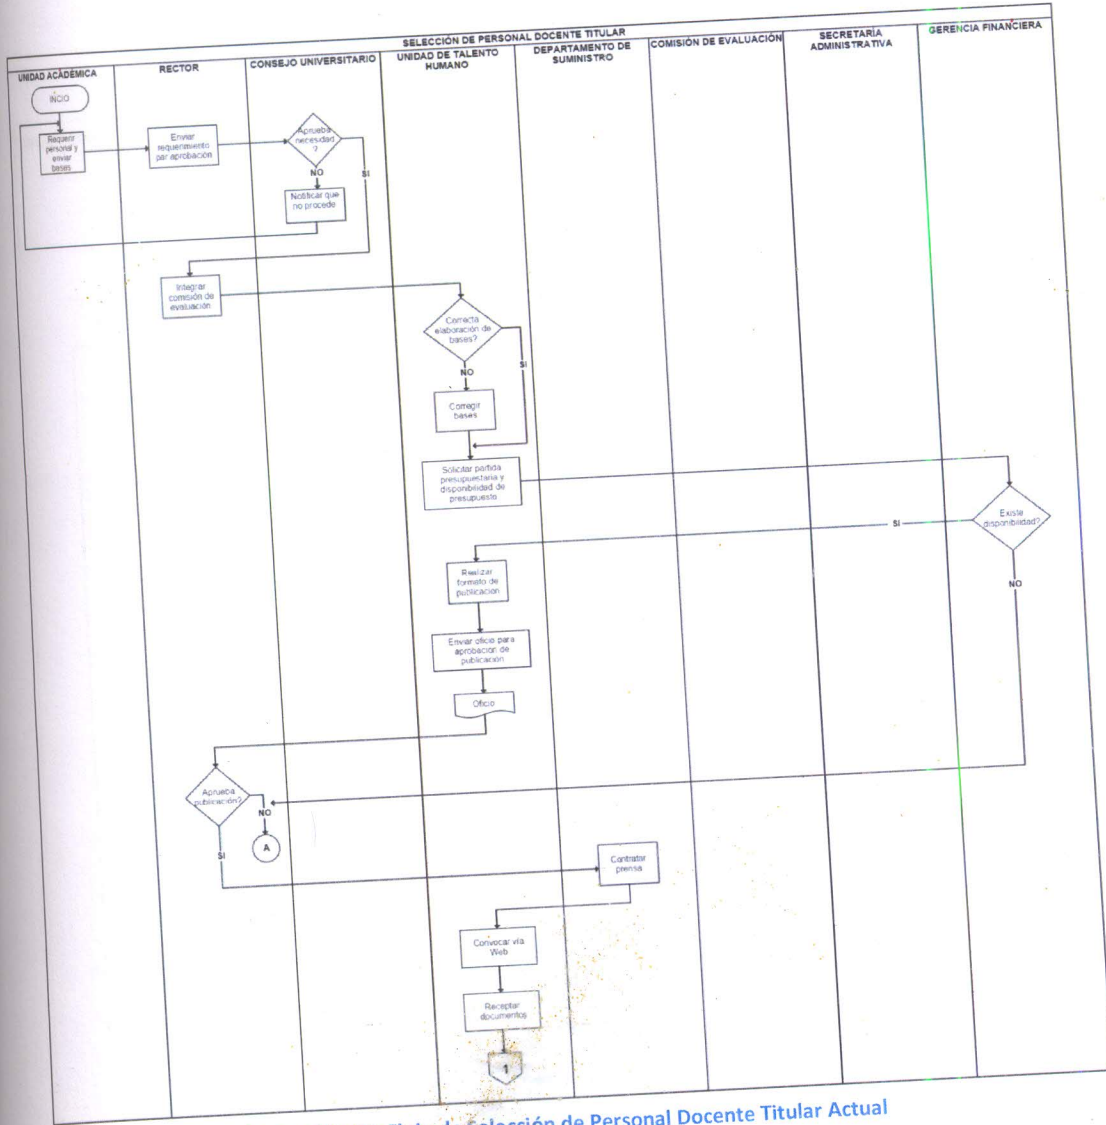 SELECCIÓN DE PERSONAL DOCENTE TITULAR
UNIDAD ACADÉMICA
RECTOR
CONSEJO UNIVERSITARIO
UNIDAD DE TALENTO
HUMANO
DEPARTAMENTO DE
SUMINISTRO
COMISIÓN DE EVALUACIÓN
SECRETARÍA
ADMINISTRATIVA
GERENCIA FINANCIERA
INCIO
Requerir
personal y
enviar
bases
Enviar
requerimiento
par aprobación
Aprueba
necesidad
?
NO
SI
Notificar que
no procede
Integrar
comisión de
evaluación
Correcta
elaboración de
bases?
SI
NO
Corregir
bases
Solicitar partida
presupuestaria y
disponibilidad de
presupuesto
Existe
disponibilidad?
SI
NO
Realizar
formato de
publicación
Enviar oficio para
aprobación de
publicación
Oficio
Aprueba
publicación?
NO
A
SI
Contratar
prensa
Convocar vía
Web
Receptar
documentos
1
Selección de Personal Docente Titular Actual